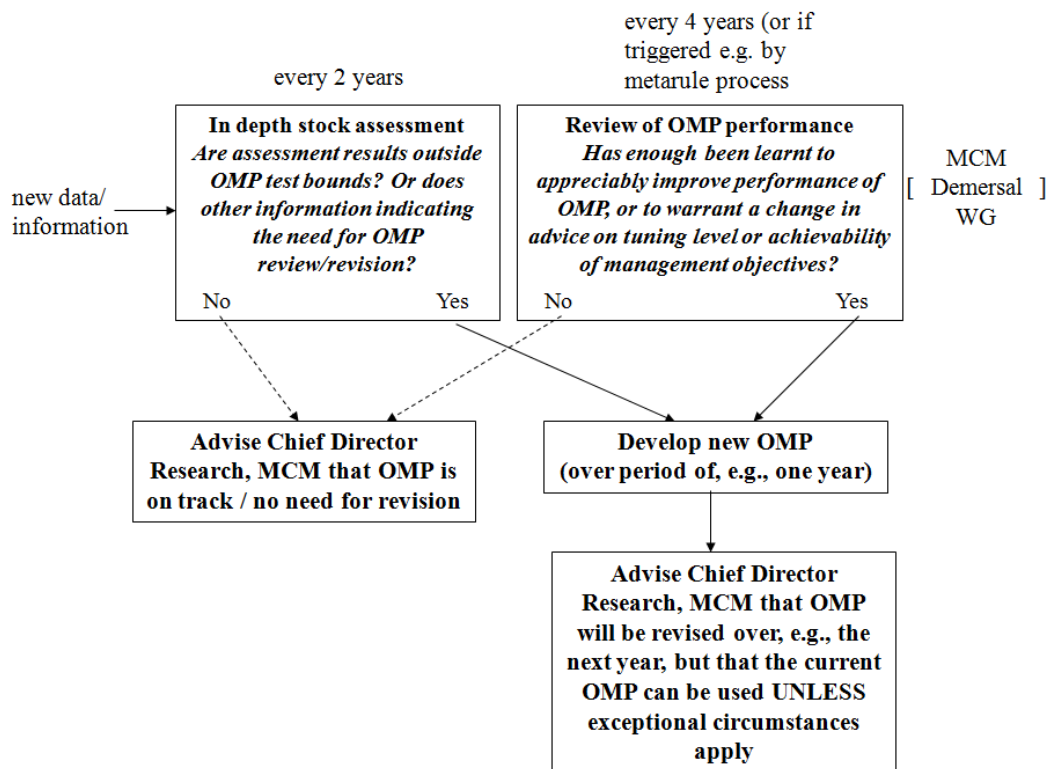 every 2 years
every 4 years (or if
triggered e.g. by
metarule process
new data/
information
In depth stock assessment
Are assessment results outside
OMP test bounds? Or does
other information indicating
the need for OMP
review/revision?
No Yes
Review of OMP performance
Has enough been learnt to
appreciably improve performance of
OMP, or to warrant a change in
advice on tuning level or achievability
of management objectives?
No Yes
MCM
[ Demersal ]
WG
Advise Chief Director
Research, MCM that OMP is
on track / no need for revision
Develop new OMP
(over period of, e.g., one year)
Advise Chief Director
Research, MCM that OMP
will be revised over, e.g., the
next year, but that the current
OMP can be used UNLESS
exceptional circumstances
apply